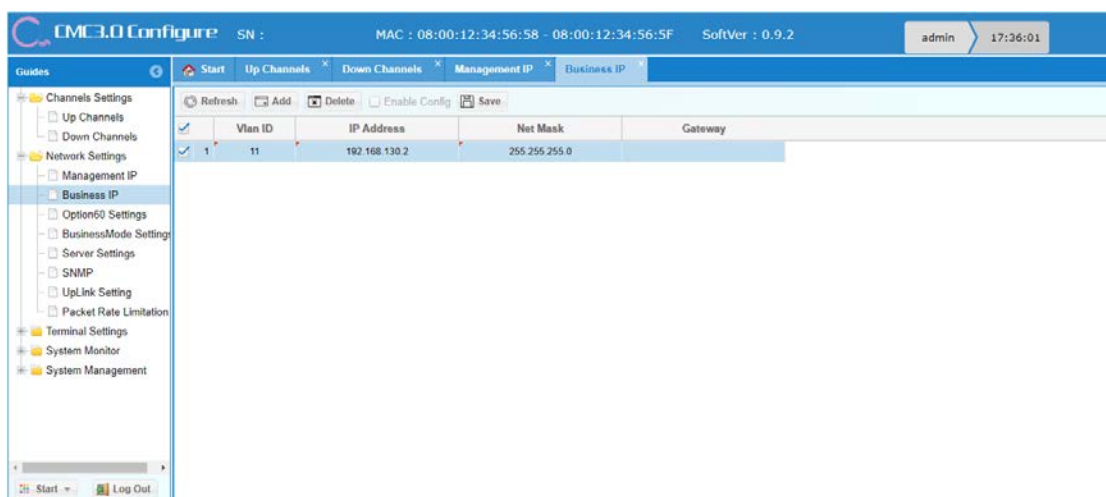 CMC3.0 Configure SN : MAC : 08:00:12:34:56:58 - 08:00:12:34:56:5F SoftVer : 0.9.2 admin 17:36:01
Guides
Start Up Channels Down Channels Management IP Business IP
Channels Settings
Up Channels
Down Channels
Network Settings
Management IP
Business IP
Option60 Settings
BusinessMode Settings
Server Settings
SNMP
UpLink Setting
Packet Rate Limitation
Terminal Settings
System Monitor
System Management
Start Log Out
Refresh Add Delete Enable Config Save
Vlan ID IP Address Net Mask Gateway
1 11 192.168.130.2 255.255.255.0